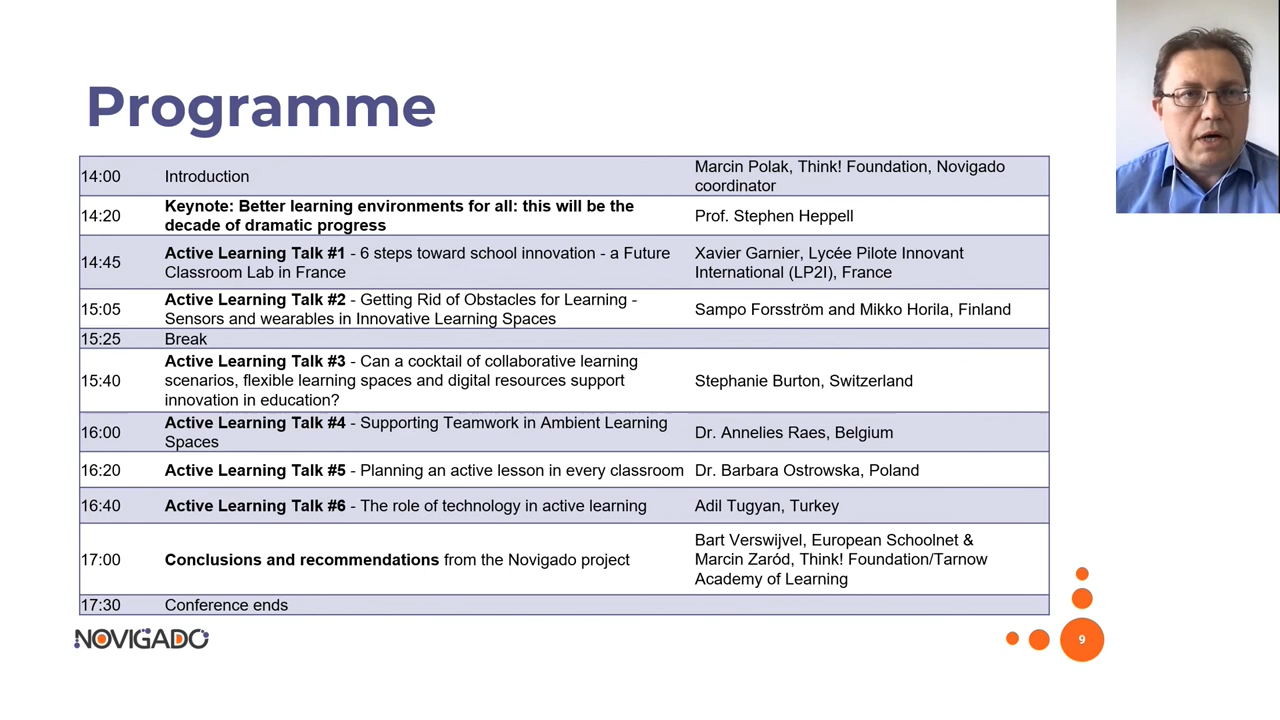 Programme
14:00 Introduction Marcin Polak, Think! Foundation, Novigado
coordinator
14:20 Keynote: Better learning environments for all: this will be the
decade of dramatic progress Prof. Stephen Heppell
14:45 Active Learning Talk #1 - 6 steps toward school innovation - a Future
Classroom Lab in France Xavier Garnier, Lycée Pilote Innovant
International (LP2I), France
15:05 Active Learning Talk #2 - Getting Rid of Obstacles for Learning -
Sensors and wearables in Innovative Learning Spaces Sampo Forsström and Mikko Horila, Finland
15:25 Break
15:40 Active Learning Talk #3 - Can a cocktail of collaborative learning
scenarios, flexible learning spaces and digital resources support
innovation in education? Stephanie Burton, Switzerland
16:00 Active Learning Talk #4 - Supporting Teamwork in Ambient Learning
Spaces Dr. Annelies Raes, Belgium
16:20 Active Learning Talk #5 - Planning an active lesson in every classroom Dr. Barbara Ostrowska, Poland
16:40 Active Learning Talk #6 - The role of technology in active learning Adil Tugyan, Turkey
17:00 Conclusions and recommendations from the Novigado project Bart Verswijvel, European Schoolnet &
Marcin Zaród, Think! Foundation/Tarnow
Academy of Learning
17:30 Conference ends
NOVIGADO
9